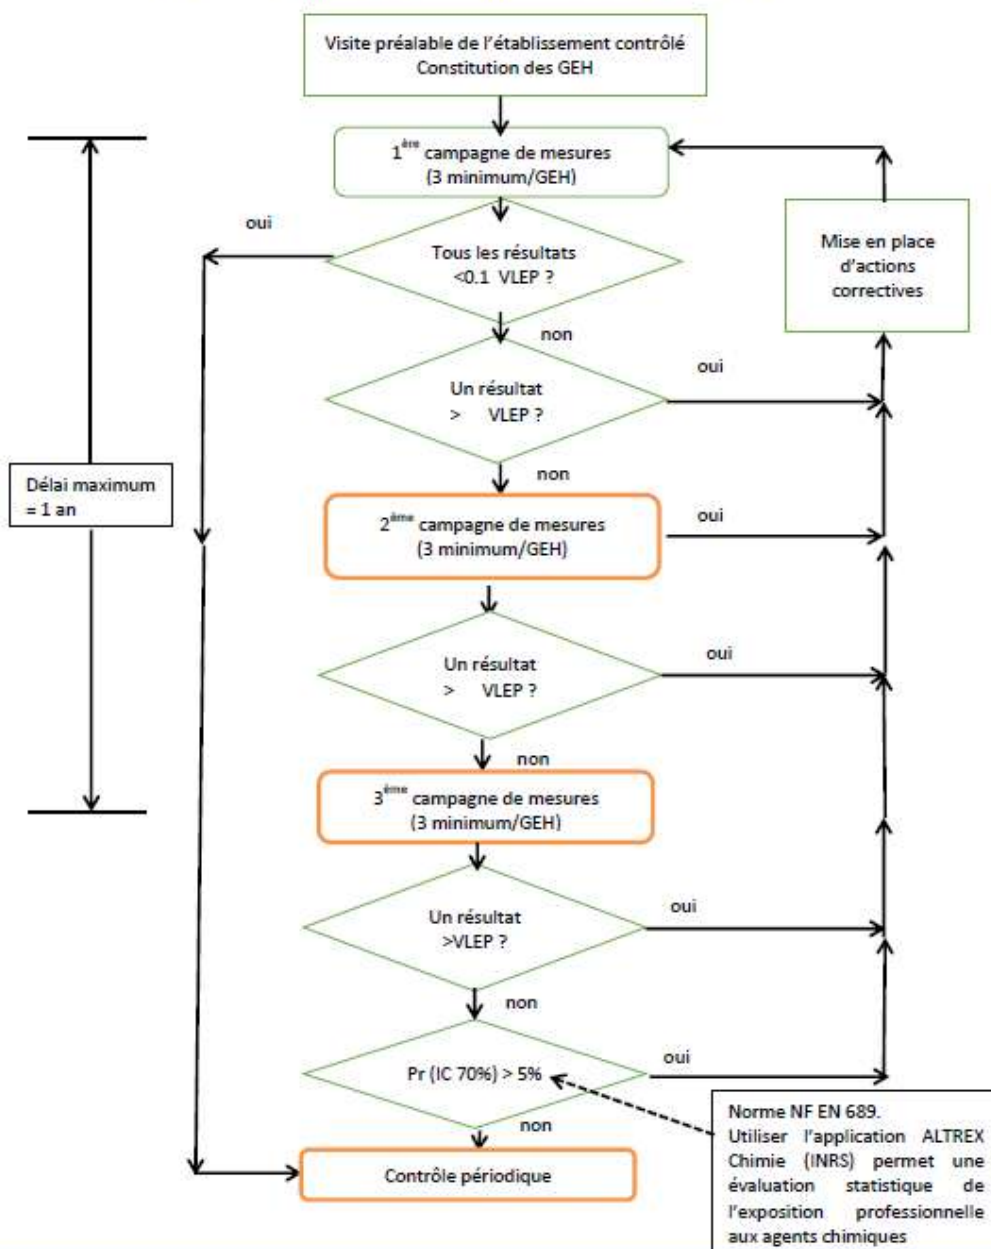 Visite préalable de l'établissement contrôlé
Constitution des GEH
1ère campagne de mesures
(3 minimum/GEH)
oui
Tous les résultats
<0.1 VLEP ?
Mise en place
d'actions
correctives
non
oui
Un résultat
> VLEP ?
non
Délai maximum
= 1 an
2ème campagne de mesures
(3 minimum/GEH)
oui
Un résultat
> VLEP ?
oui
non
3ème campagne de mesures
(3 minimum/GEH)
Un résultat
>VLEP ?
oui
non
Pr (IC 70%) > 5%
oui
non
Contrôle périodique
Norme NF EN 689.
Utiliser l'application ALTREX
Chimie (INRS) permet une
évaluation statistique de
l'exposition professionnelle
aux agents chimiques